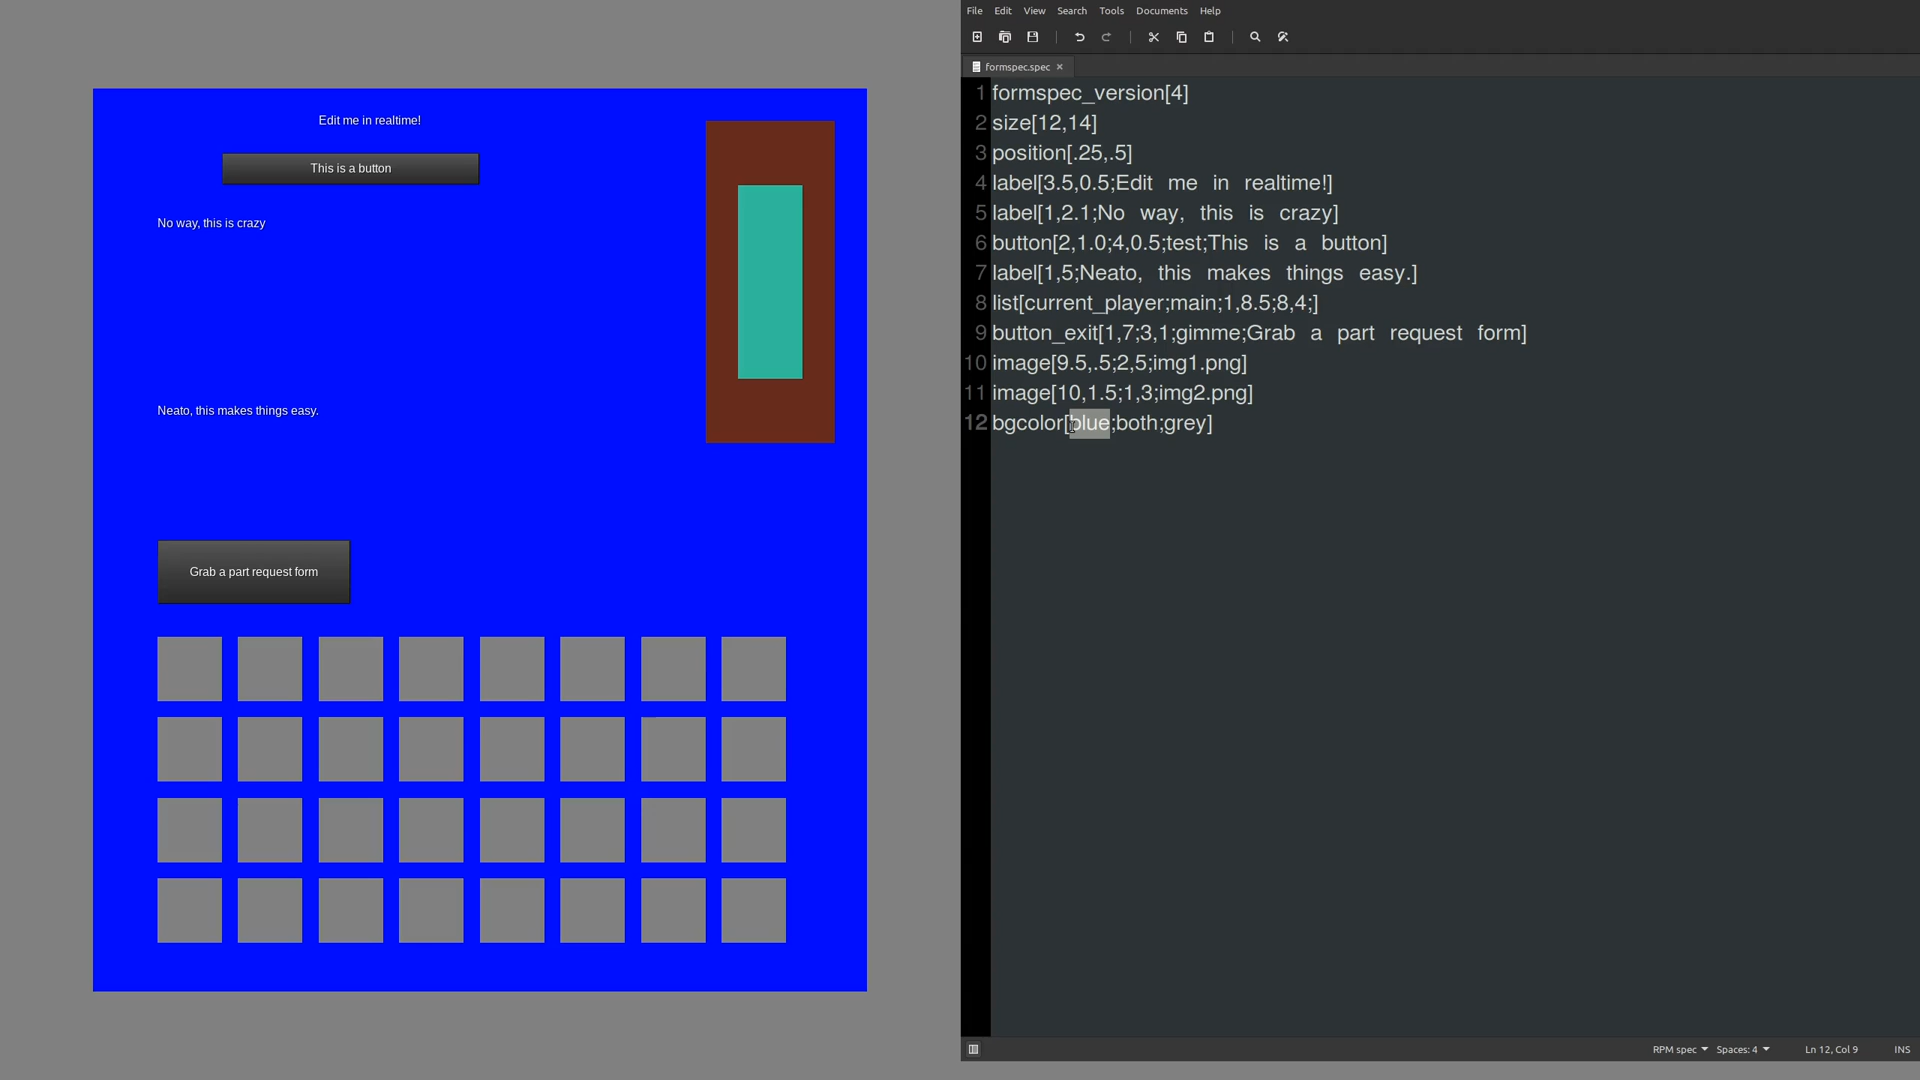 Edit me in realtime!
This is a button
No way, this is crazy
Neato, this makes things easy.
Grab a part request form
File Edit View Search Tools Documents Help
formspec.spec ×
1 formspec_version[4]
2 size[12,14]
3 position[.25,.5]
4 label[3.5,0.5;Edit me in realtime!]
5 label[1,2.1;No way, this is crazy]
6 button[2,1.0;4,0.5;test;This is a button]
7 label[1,5;Neato, this makes things easy.]
8 list[current_player;main;1,8.5;8,4;]
9 button_exit[1,7;3,1;gimme;Grab a part request form]
10 image[9.5,.5;2,5;img1.png]
11 image[10,1.5;1,3;img2.png]
12 bgcolor[blue;both;grey]
RPM spec Spaces: 4 Ln 12, Col 9 INS